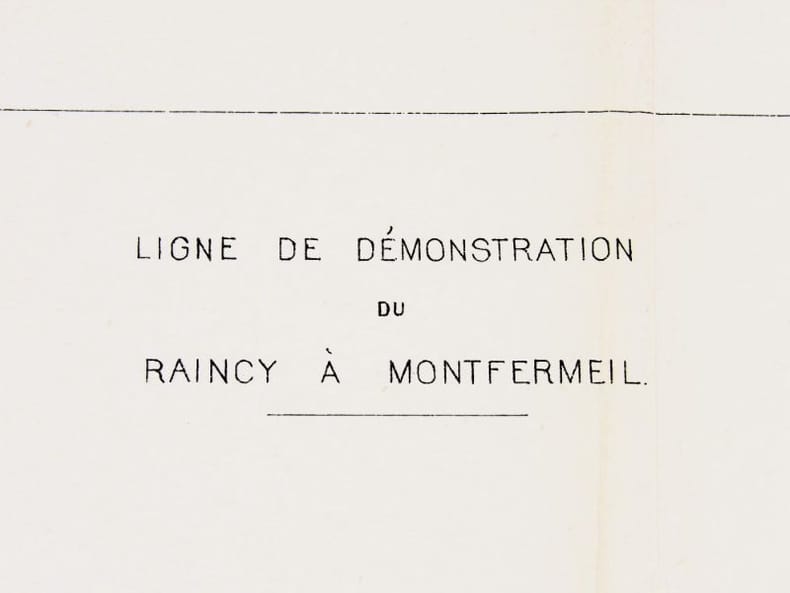 LIGNE DE DÉMONSTRATION
DU
RAINCY À MONTFERMEIL.